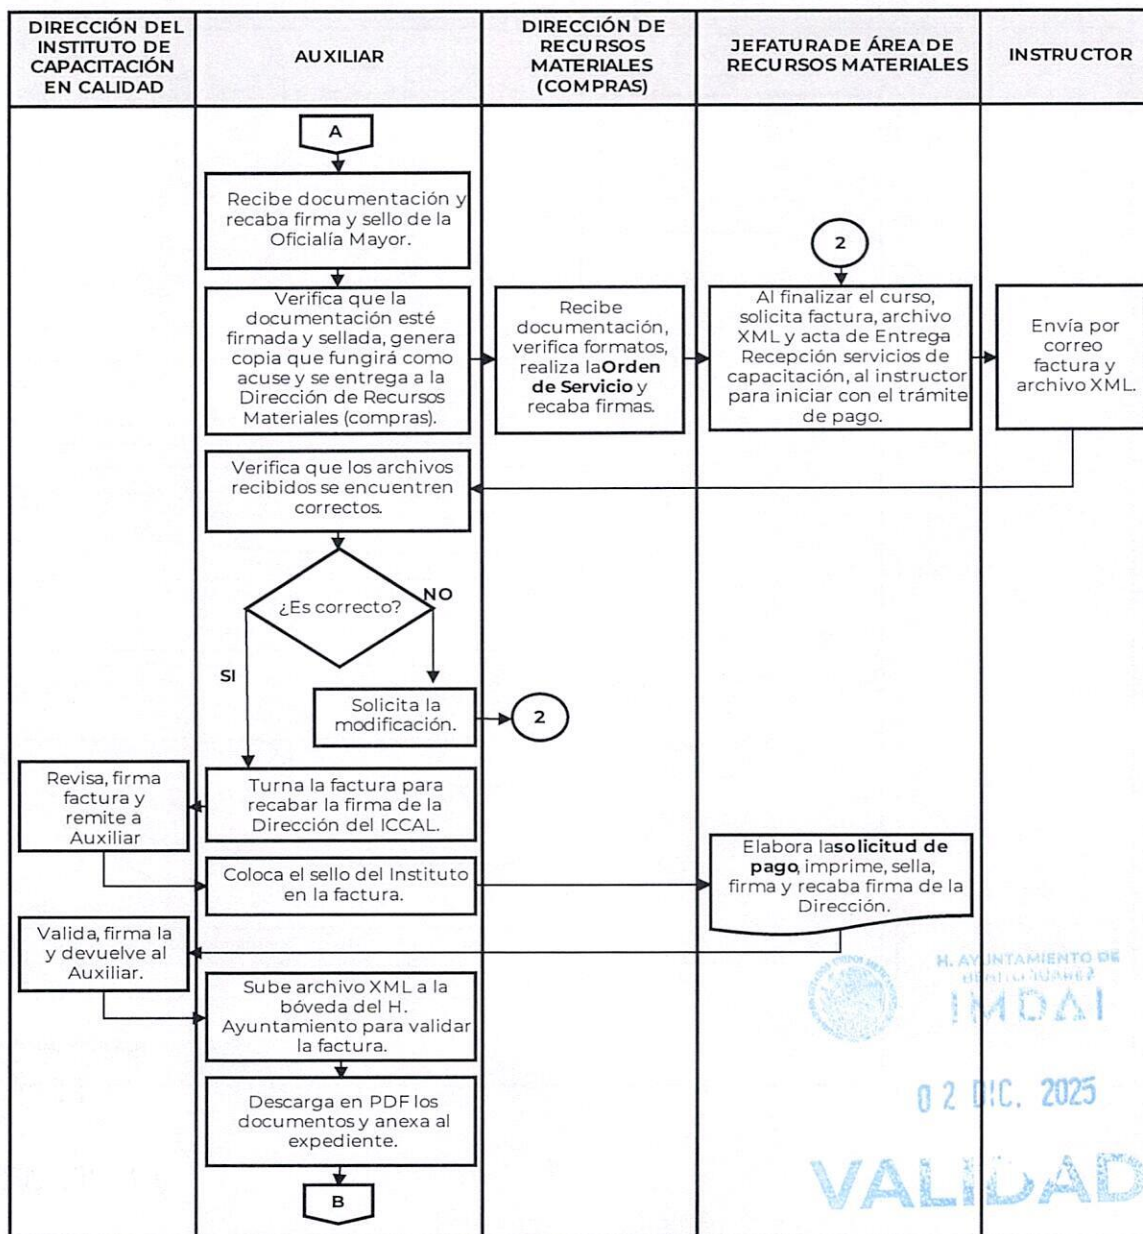 DIRECCIÓN DEL
INSTITUTO DE
CAPACITACIÓN
EN CALIDAD
AUXILIAR
DIRECCIÓN DE
RECURSOS
MATERIALES
(COMPRAS)
JEFATURA DE ÁREA DE
RECURSOS MATERIALES
INSTRUCTOR
A
Recibe documentación y
recaba firma y sello de la
Oficialía Mayor.
2
Verifica que la
documentación esté
firmada y sellada, genera
copia que fungirá como
acuse y se entrega a la
Dirección de Recursos
Materiales (compras).
Recibe
documentación,
verifica formatos,
realiza la Orden
de Servicio y
recaba firmas.
Al finalizar el curso,
solicita factura, archivo
XML y acta de Entrega-
Recepción servicios de
capacitación, al instructor
para iniciar con el trámite
de pago.
Envía por
correo
factura y
archivo XML.
Verifica que los archivos
recibidos se encuentren
correctos.
¿Es correcto?
NO
SI
Solicita la
modificación.
2
Revisa, firma
factura y
remite a
Auxiliar
Turna la factura para
recabar la firma de la
Dirección del ICCAL.
Coloca el sello del Instituto
en la factura.
Elabora la solicitud de
pago, imprime, sella,
firma y recaba firma de la
Dirección.
Valida, firma la
y devuelve al
Auxiliar.
Sube archivo XML a la
bóveda del H.
Ayuntamiento para validar
la factura.
Descarga en PDF los
documentos y anexa al
expediente.
B
H. AYUNTAMIENTO DE
BENITO JUÁREZ
IMDAI
02 DIC. 2025
VALIDAD